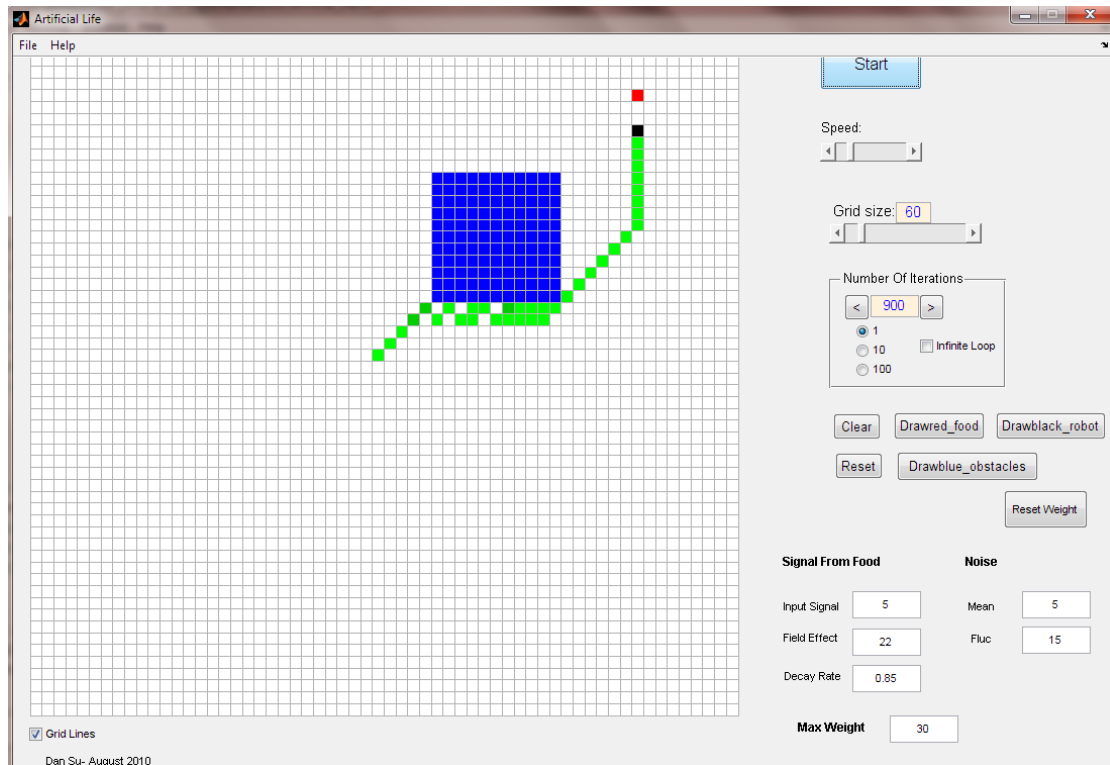 Artificial Life
File Help
Start
Speed:
Grid size: 60
Number Of Iterations
< 900 >
1
10
Infinite Loop
100
Clear
Drawred_food
Drawblack_robot
Reset
Drawblue_obstacles
Reset Weight
Signal From Food
Noise
Input Signal 5
Mean 5
Field Effect 22
Fluc 15
Decay Rate 0.85
Max Weight 30
Grid Lines
Dan Su- August 2010